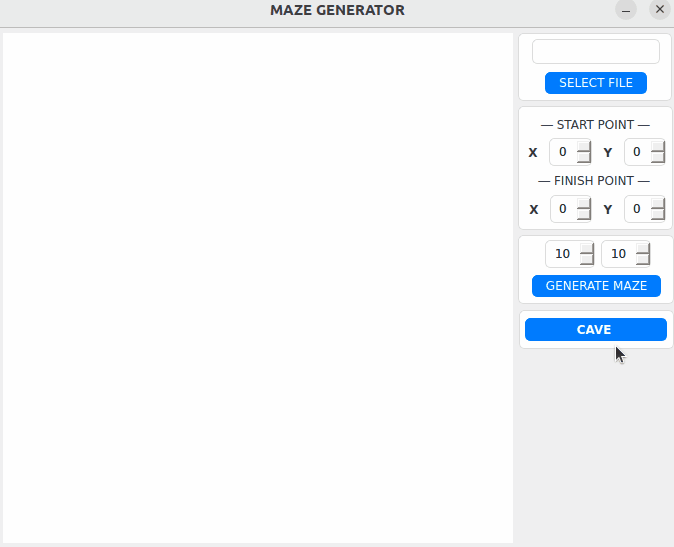 MAZE GENERATOR
SELECT FILE
— START POINT —
X 0 Y 0
— FINISH POINT —
X 0 Y 0
10 10
GENERATE MAZE
CAVE